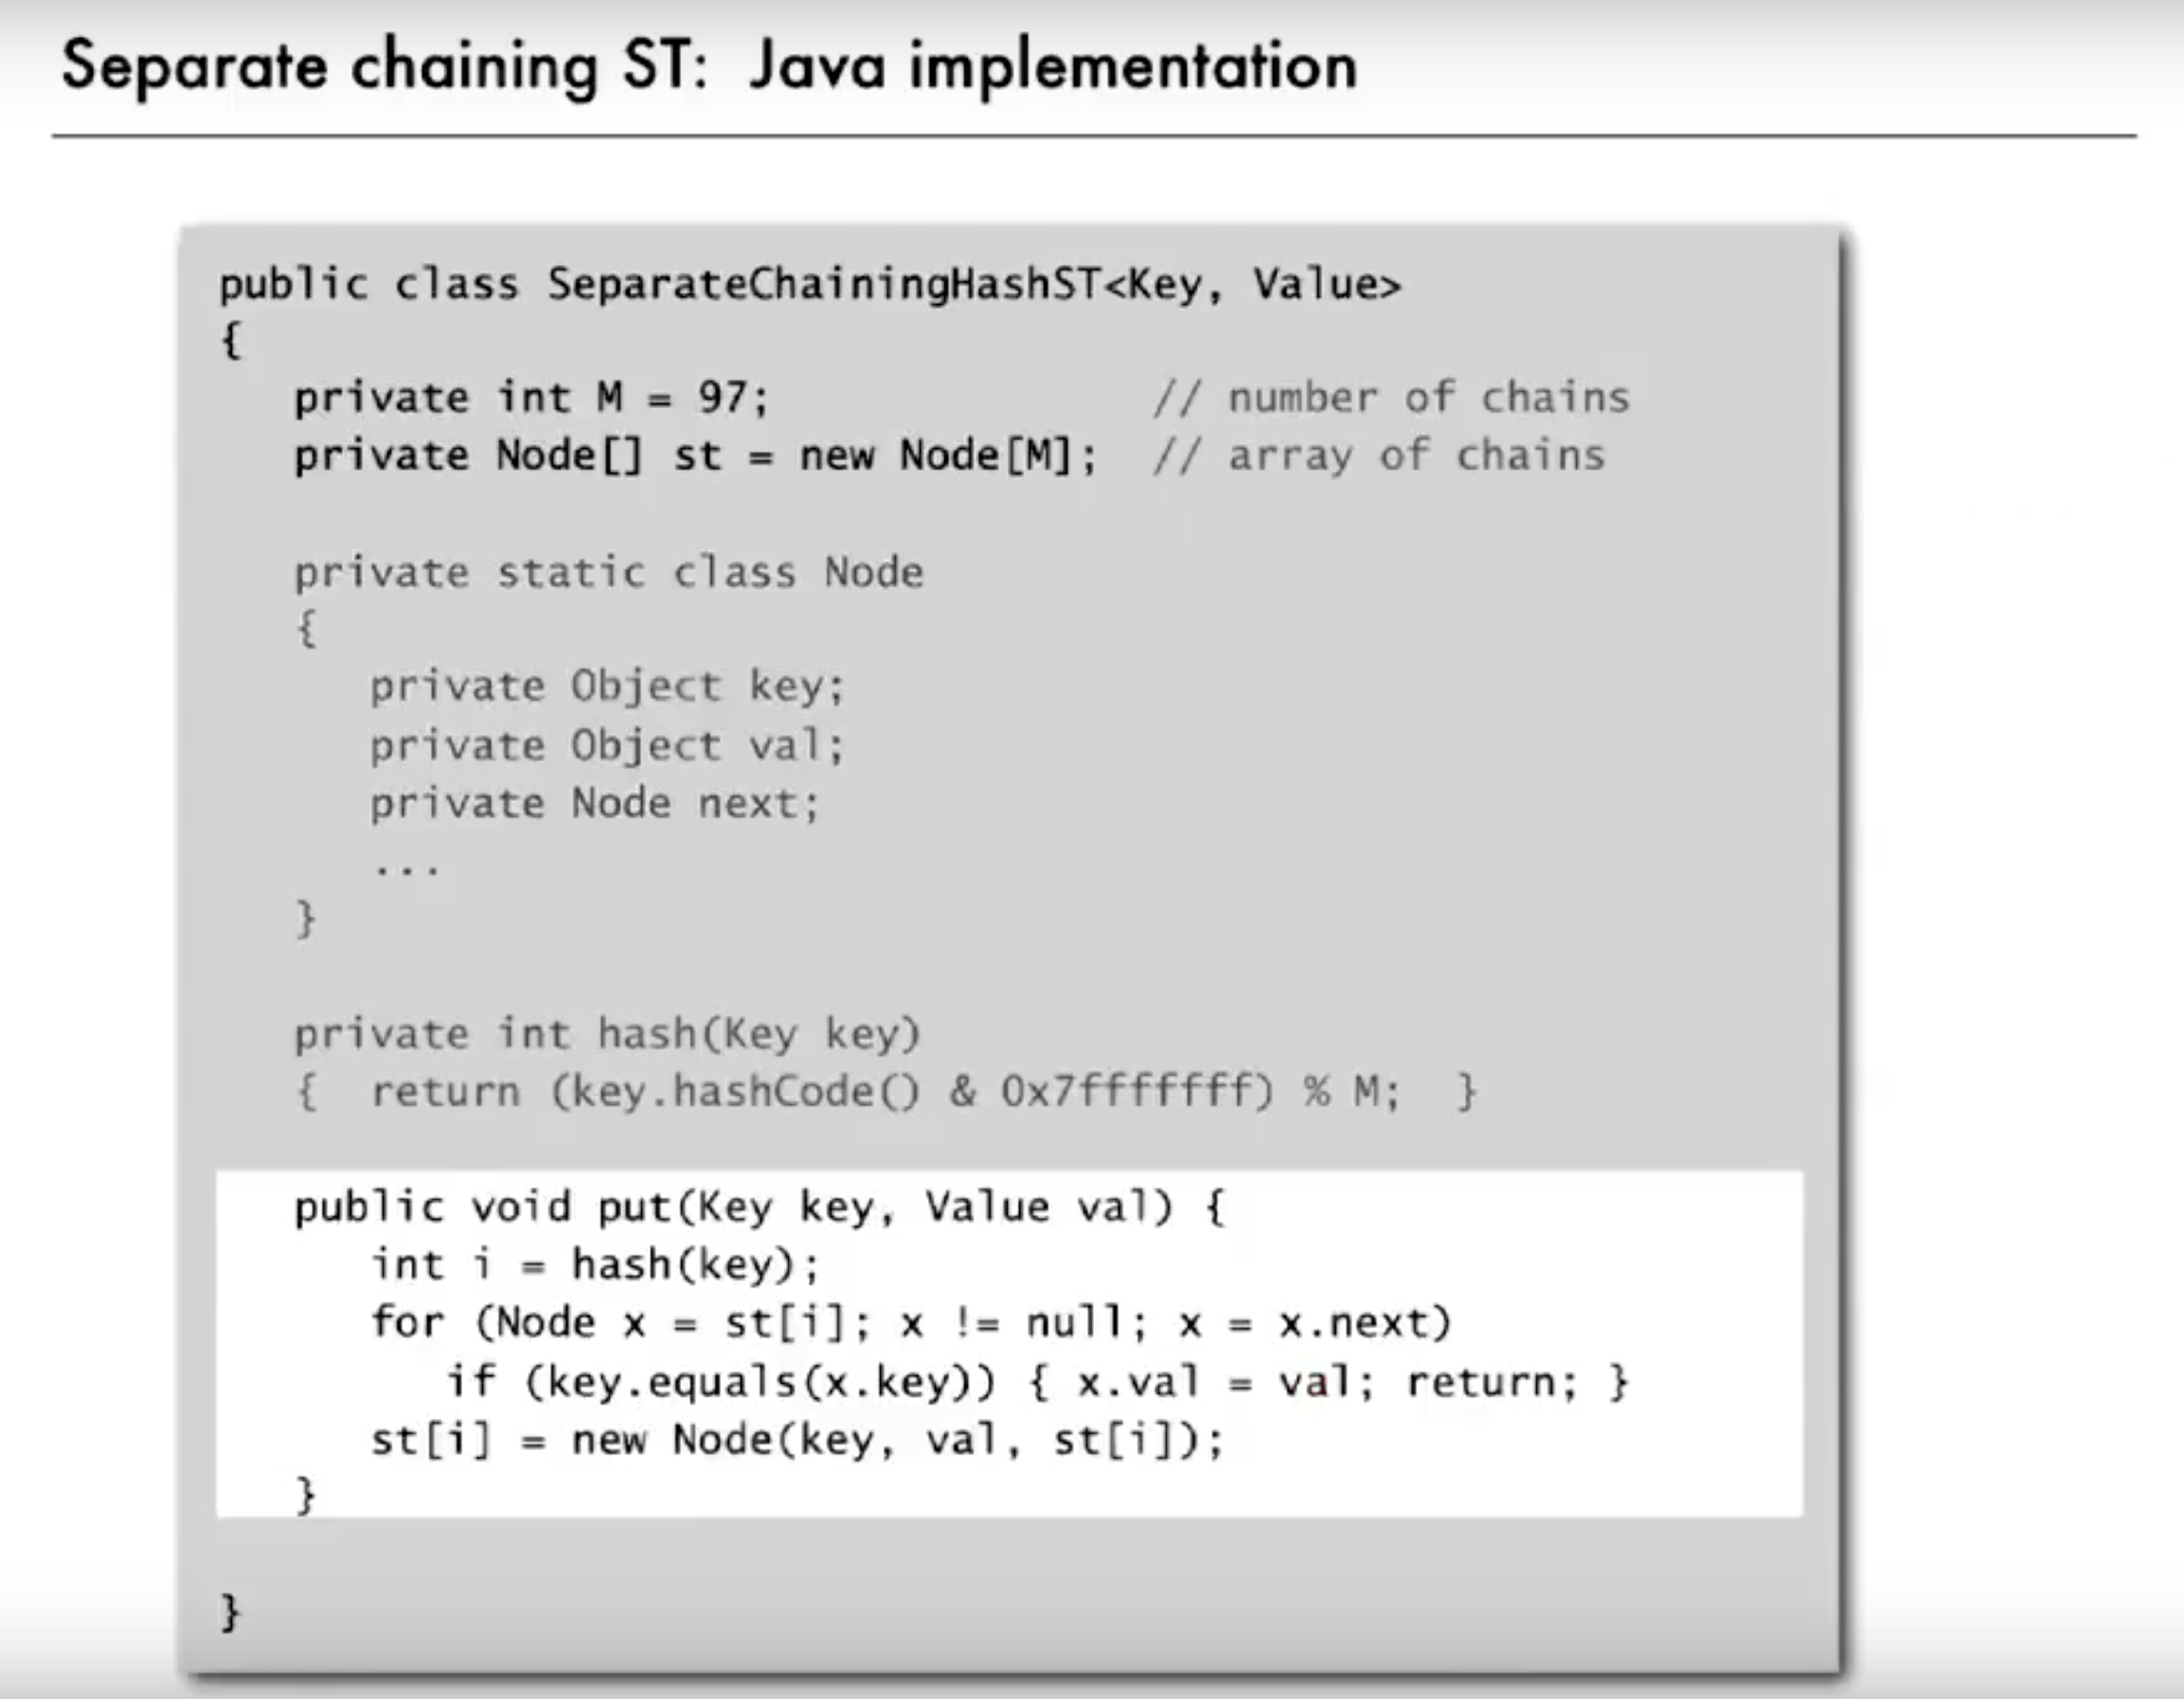 Separate chaining ST: Java implementation
public class SeparateChainingHashST<Key, Value>
{
private int M = 97; // number of chains
private Node[] st = new Node[M]; // array of chains
private static class Node
{
private Object key;
private Object val;
private Node next;
...
}
private int hash(Key key)
{ return (key.hashCode() & 0x7fffffff) % M; }
public void put(Key key, Value val) {
int i = hash(key);
for (Node x = st[i]; x != null; x = x.next)
if (key.equals(x.key)) { x.val = val; return; }
st[i] = new Node(key, val, st[i]);
}
}